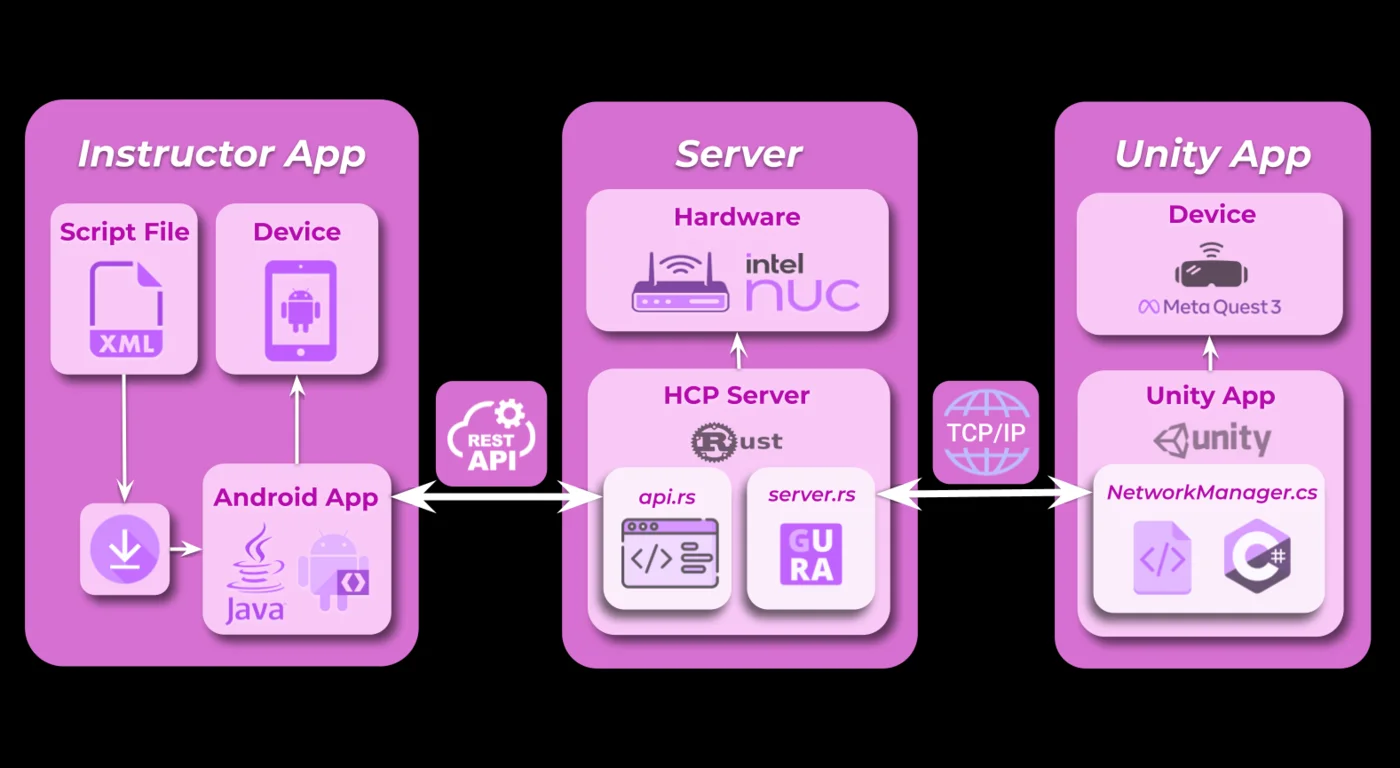 Instructor App
Script File
XML
Device
Android App
Java
REST
API
Server
Hardware
intel
nuc
HCP Server
Rust
api.rs
</>
server.rs
GU
RA
TCP/IP
Unity App
Device
Meta Quest 3
Unity App
unity
NetworkManager.cs
</>
C#